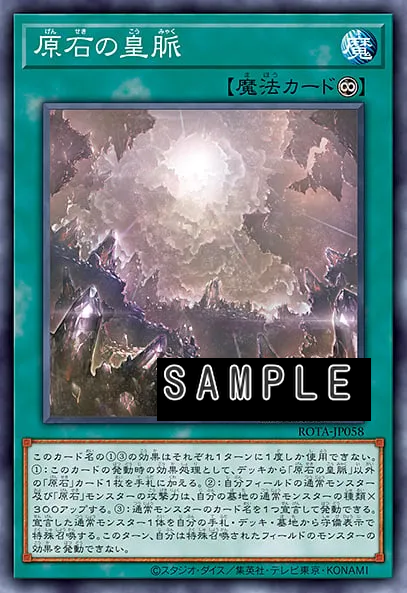 原石の皇脈
げん せき こう みゃく
魔
【魔法カード】
ま ほう
SAMPLE
ROTA-JP058
このカード名の①③の効果はそれぞれ1ターンに1度しか使用できない。
①:このカードの発動時の効果処理として、デッキから「原石の皇脈」以外
の「原石」カード1枚を手札に加える。②:自分フィールドの通常モンスター
及び「原石」モンスターの攻撃力は、自分の墓地の通常モンスターの種類×
300アップする。③:通常モンスターのカード名を1つ宣言して発動できる。
宣言した通常モンスター1体を自分の手札・デッキ・墓地から守備表示で
特殊召喚する。このターン、自分は特殊召喚されたフィールドのモンスター
の効果を発動できない。
©スタジオ・ダイス/集英社・テレビ東京・KONAMI